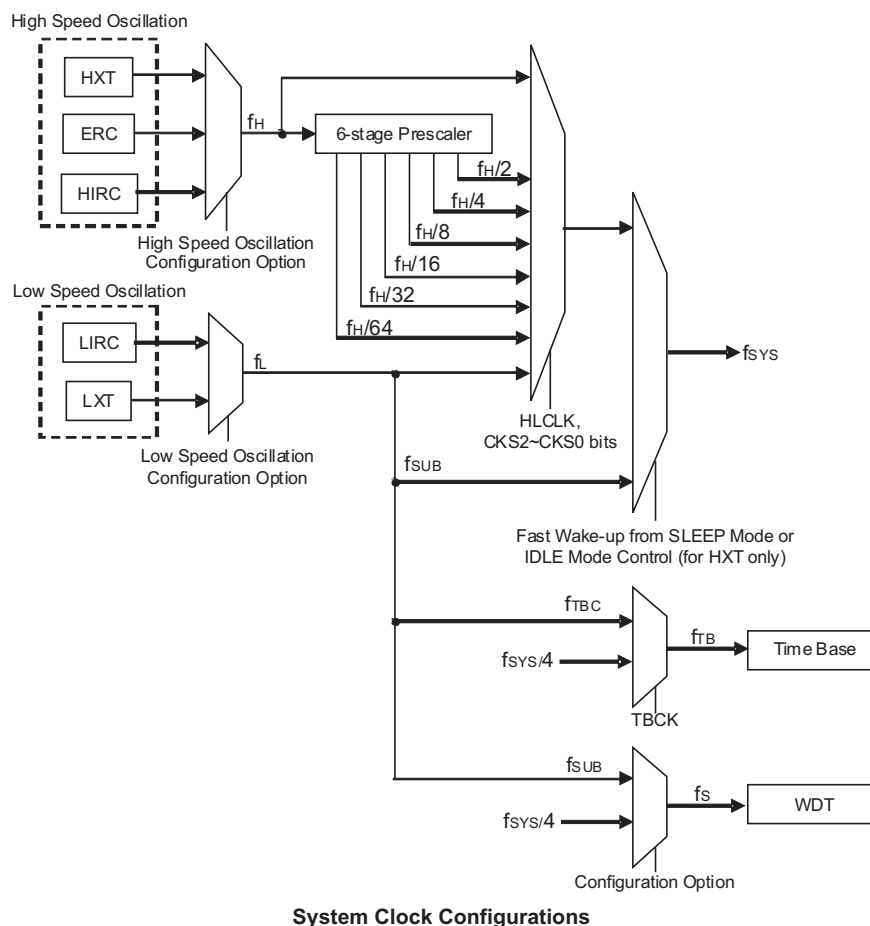 High Speed Oscillation
HXT
ERC
HIRC
fH
6-stage Prescaler
fH/2
fH/4
fH/8
fH/16
fH/32
fH/64
High Speed Oscillation
Configuration Option
Low Speed Oscillation
LIRC
LXT
fL
Low Speed Oscillation
Configuration Option
HLCLK,
CKS2~CKS0 bits
fSYS
fSUB
Fast Wake-up from SLEEP Mode or
IDLE Mode Control (for HXT only)
fTBC
fSYS/4
fTB
Time Base
TBCK
fSUB
fSYS/4
fS
WDT
Configuration Option
System Clock Configurations